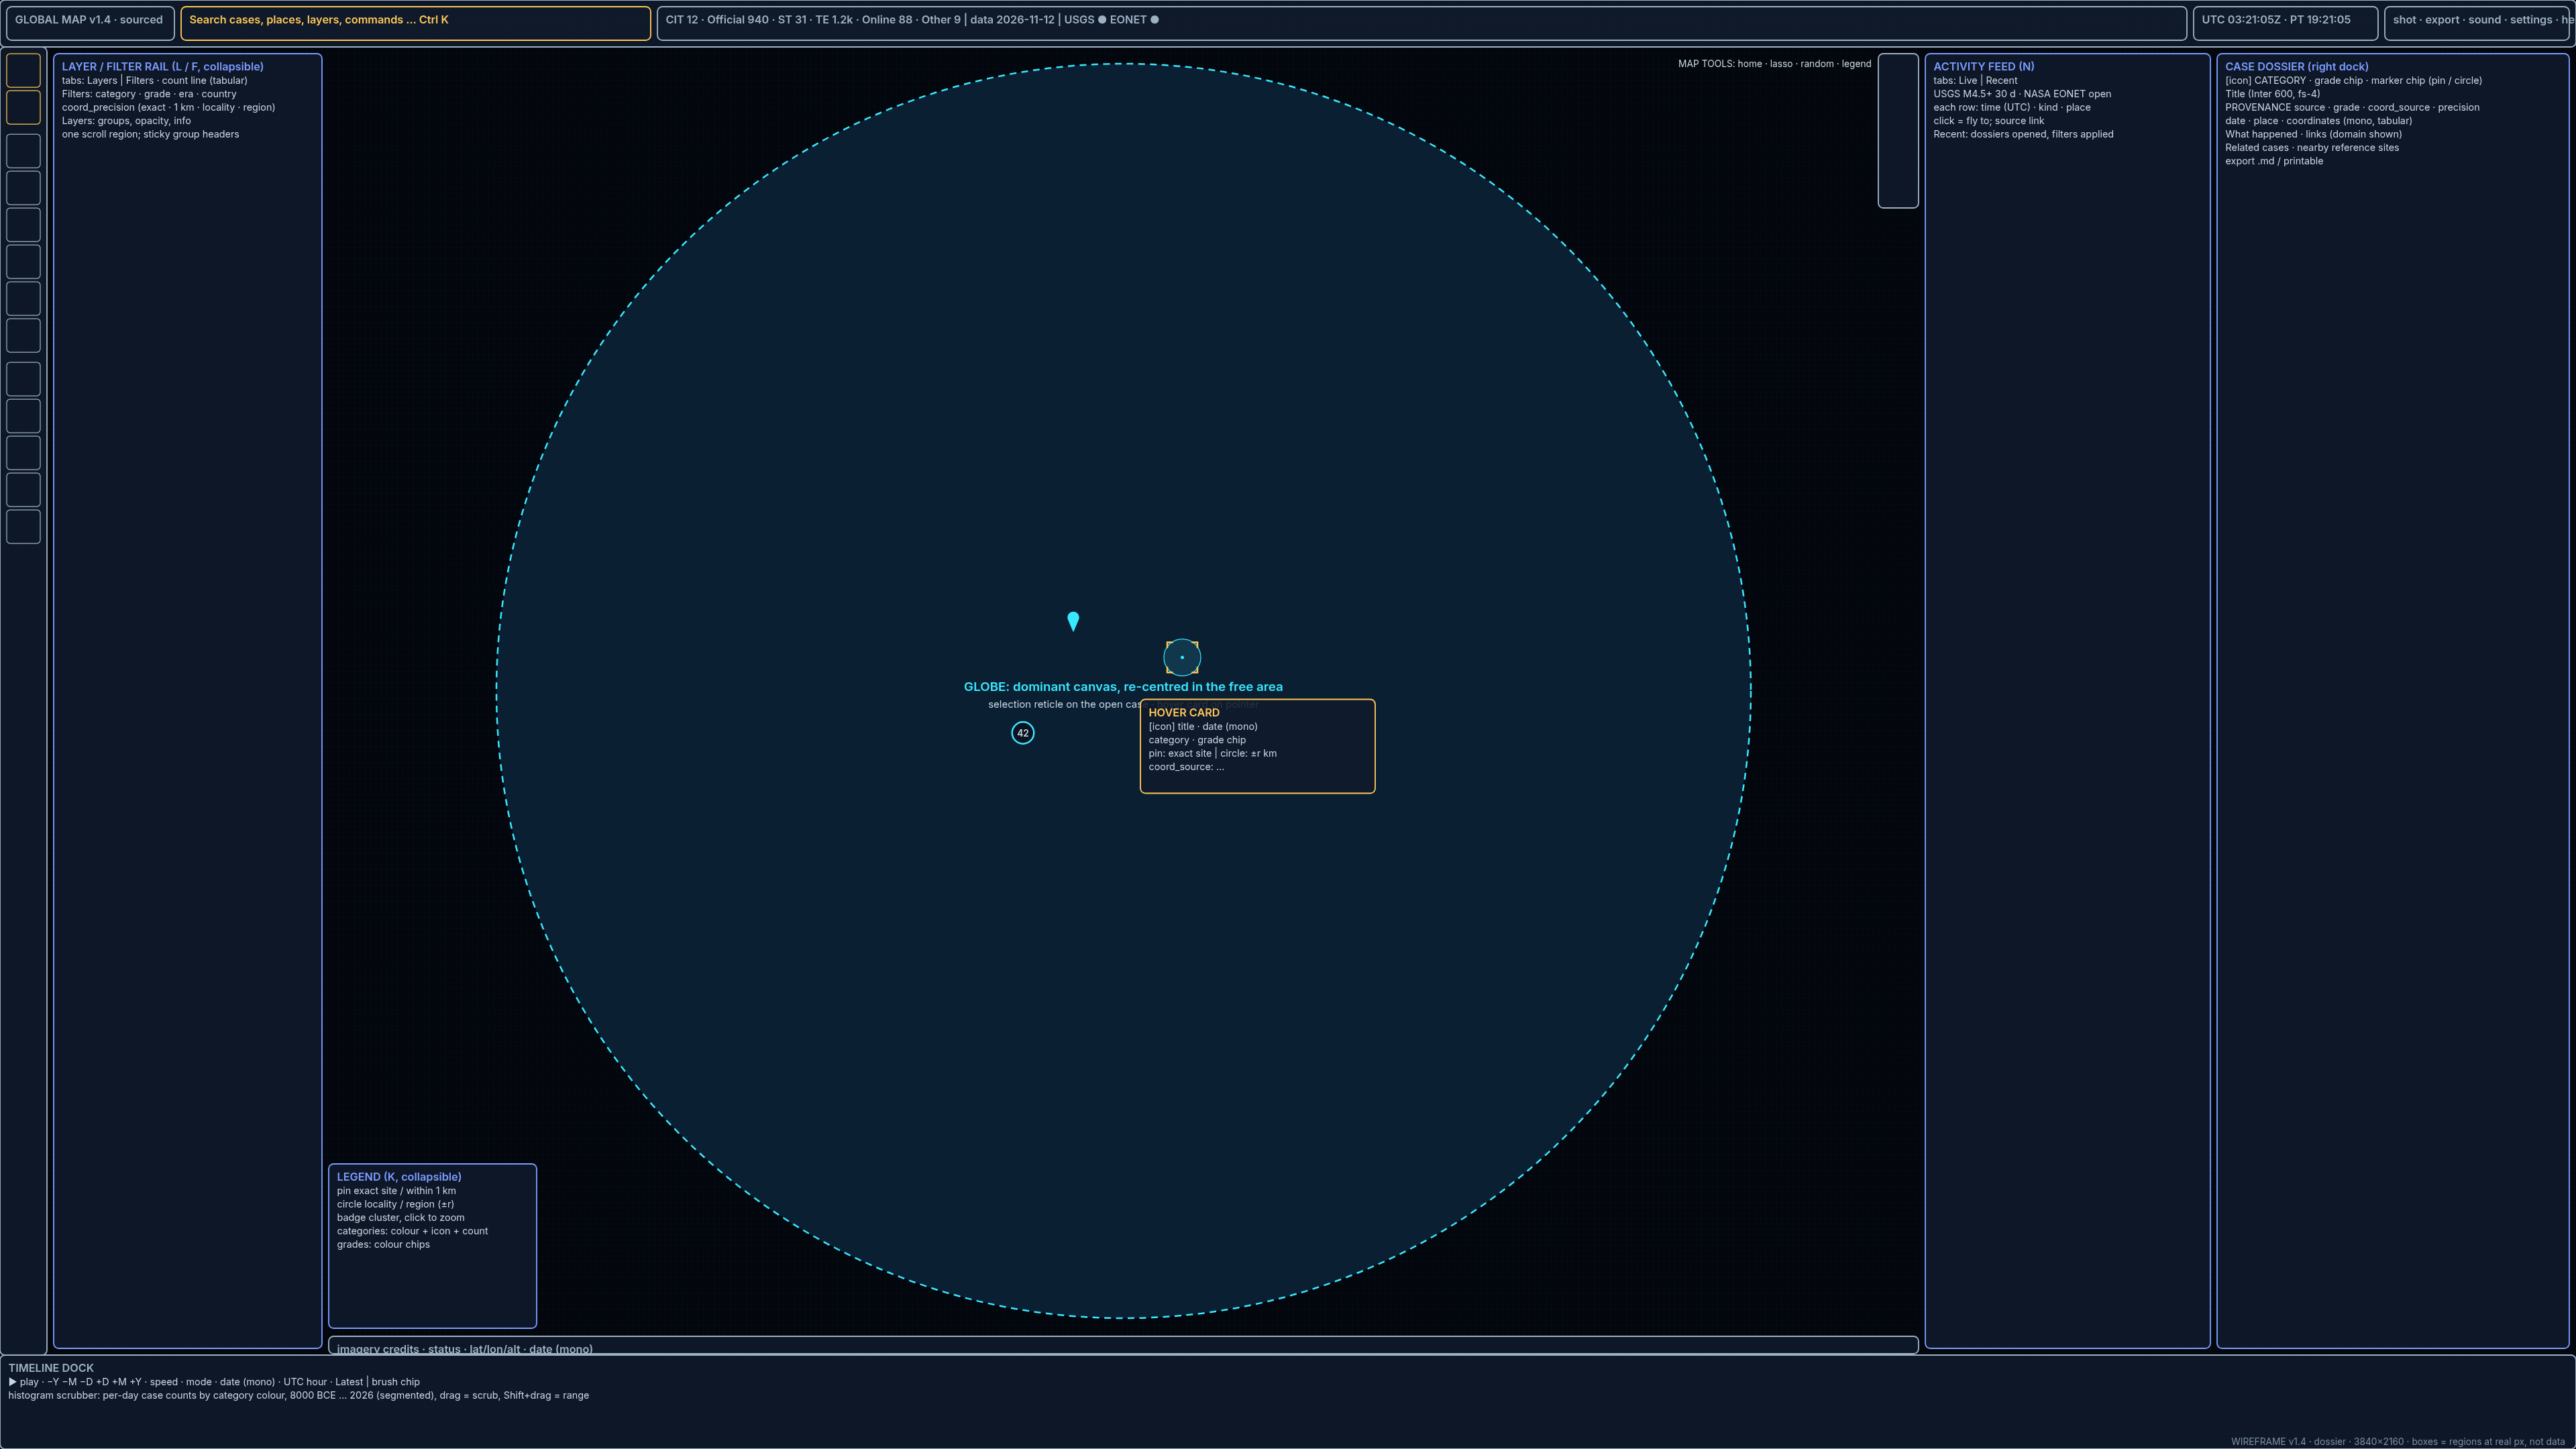 GLOBAL MAP v1.4 · sourced
Search cases, places, layers, commands ... Ctrl K
CIT 12 · Official 940 · ST 31 · TE 1.2k · Online 88 · Other 9 | data 2026-11-12 | USGS ● EONET ●
UTC 03:21:05Z · PT 19:21:05
shot · export · sound · settings · he
LAYER / FILTER RAIL (L / F, collapsible)
tabs: Layers | Filters · count line (tabular)
Filters: category · grade · era · country
coord_precision (exact · 1 km · locality · region)
Layers: groups, opacity, info
one scroll region; sticky group headers
MAP TOOLS: home · lasso · random · legend
ACTIVITY FEED (N)
tabs: Live | Recent
USGS M4.5+ 30 d · NASA EONET open
each row: time (UTC) · kind · place
click = fly to; source link
Recent: dossiers opened, filters applied
CASE DOSSIER (right dock)
[icon] CATEGORY · grade chip · marker chip (pin / circle)
Title (Inter 600, fs-4)
PROVENANCE source · grade · coord_source · precision
date · place · coordinates (mono, tabular)
What happened · links (domain shown)
Related cases · nearby reference sites
export .md / printable
GLOBE: dominant canvas, re-centred in the free area
selection reticle on the open case · hover card on pointer
42
HOVER CARD
[icon] title · date (mono)
category · grade chip
pin: exact site | circle: ±r km
coord_source: ...
LEGEND (K, collapsible)
pin exact site / within 1 km
circle locality / region (±r)
badge cluster, click to zoom
categories: colour + icon + count
grades: colour chips
imagery credits · status · lat/lon/alt · date (mono)
TIMELINE DOCK
▶ play · −Y −M −D +D +M +Y · speed · mode · date (mono) · UTC hour · Latest | brush chip
histogram scrubber: per-day case counts by category colour, 8000 BCE ... 2026 (segmented), drag = scrub, Shift+drag = range
WIREFRAME v1.4 · dossier · 3840×2160 · boxes = regions at real px, not data